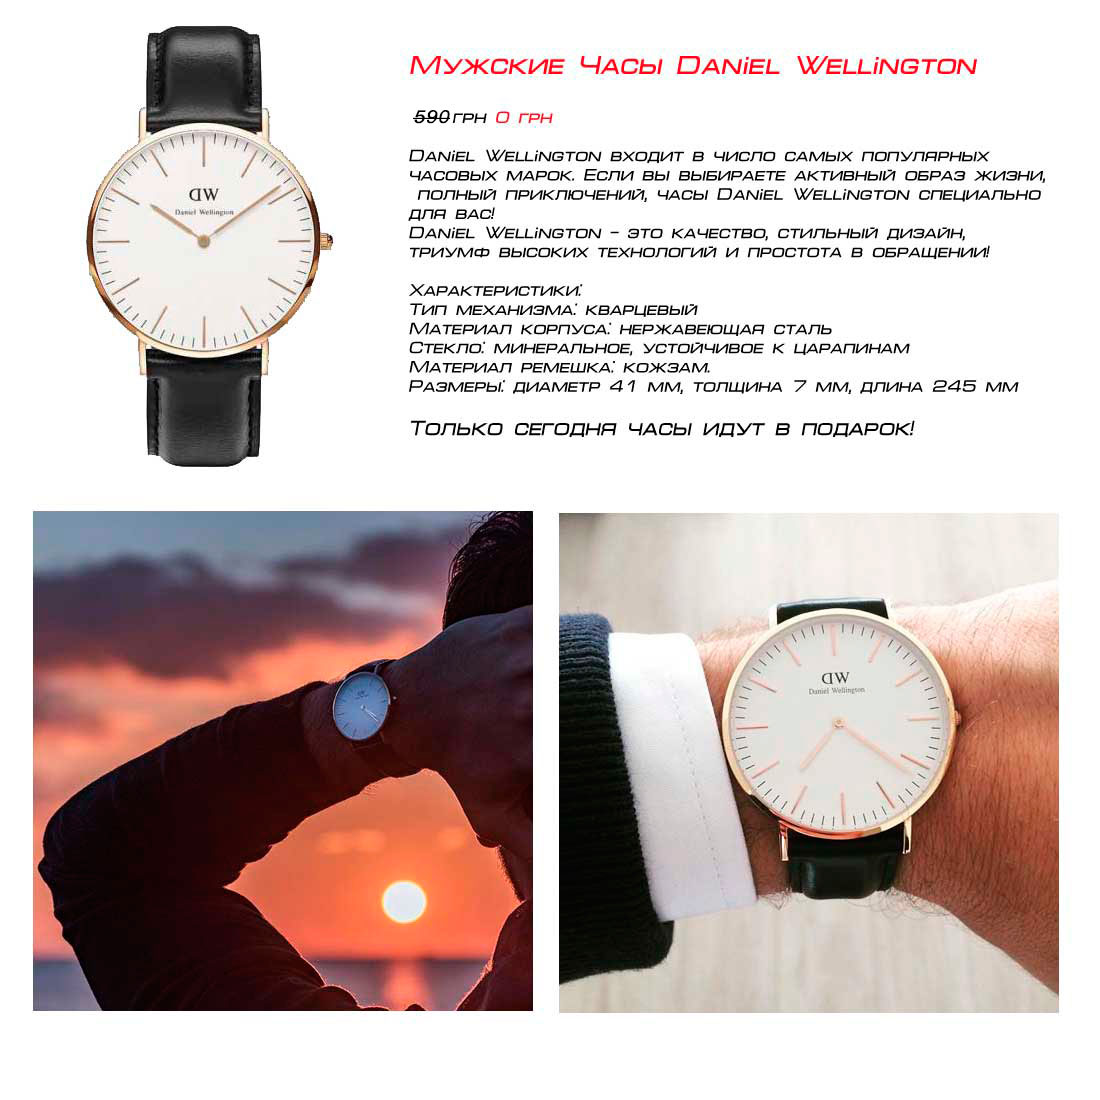 DW
Daniel Wellington
Мужские Часы Daniel Wellington
590 грн 0 грн
Daniel Wellington входит в число самых популярных
часовых марок. Если вы выбираете активный образ жизни,
полный приключений, часы Daniel Wellington специально
для вас!
Daniel Wellington - это качество, стильный дизайн,
триумф высоких технологий и простота в обращении!
Характеристики:
Тип механизма: кварцевый
Материал корпуса: нержавеющая сталь
Стекло: минеральное, устойчивое к царапинам
Материал ремешка: кожзам.
Размеры: диаметр 41 мм, толщина 7 мм, длина 245 мм
Только сегодня часы идут в подарок!
DW
Daniel Wellington